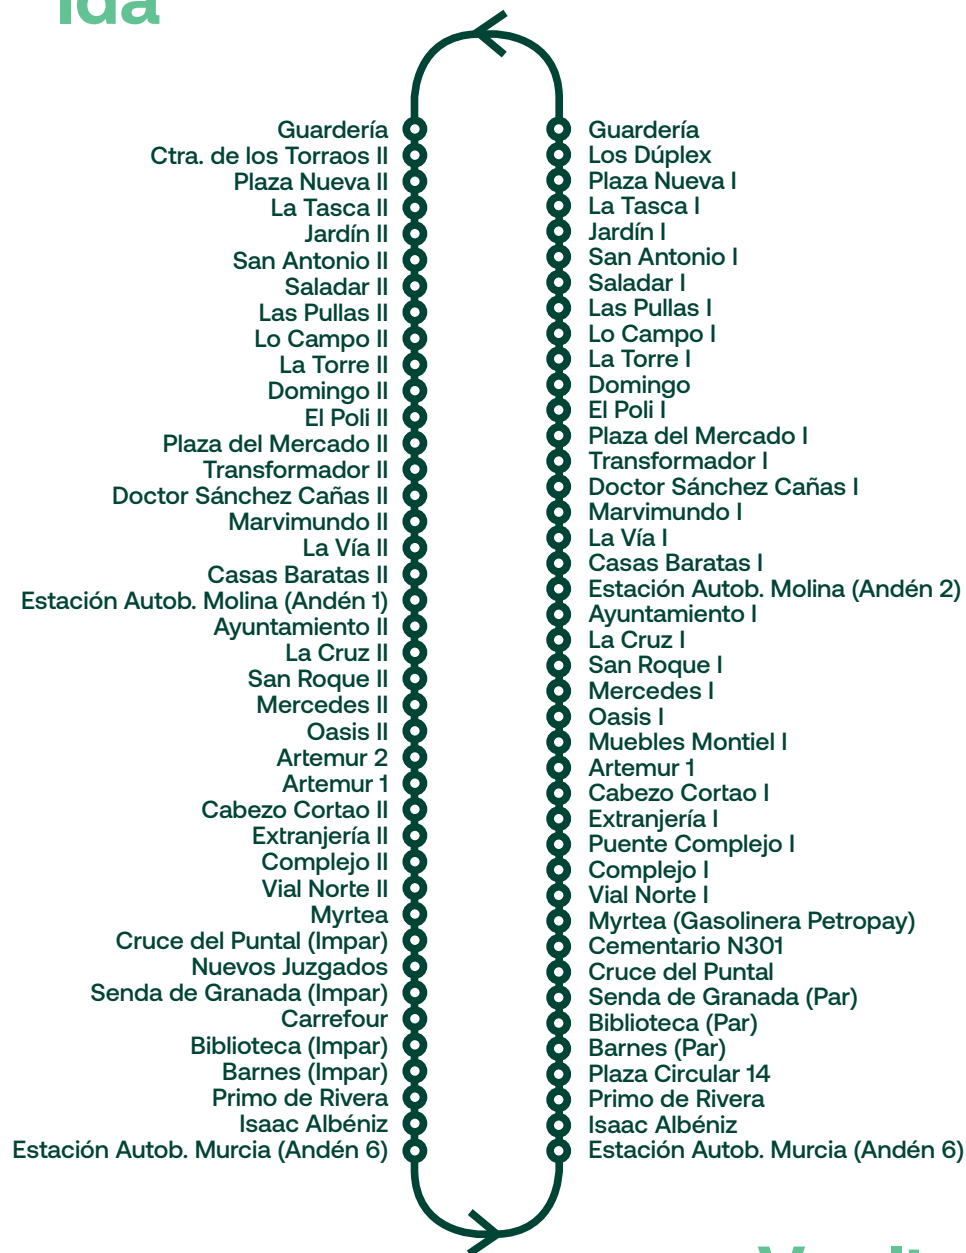 Ida
Guardería
Ctra. de los Torraos II
Plaza Nueva II
La Tasca II
Jardín II
San Antonio II
Saladar II
Las Pullas II
Lo Campo II
La Torre II
Domingo II
El Poli II
Plaza del Mercado II
Transformador II
Doctor Sánchez Cañas II
Marvimundo II
La Vía II
Casas Baratas II
Estación Autob. Molina (Andén 1)
Ayuntamiento II
La Cruz II
San Roque II
Mercedes II
Oasis II
Artemur 2
Artemur 1
Cabezo Cortao II
Extranjería II
Complejo II
Vial Norte II
Myrtea
Cruce del Puntal (Impar)
Nuevos Juzgados
Senda de Granada (Impar)
Carrefour
Biblioteca (Impar)
Barnes (Impar)
Primo de Rivera
Isaac Albéniz
Estación Autob. Murcia (Andén 6)
Guardería
Los Dúplex
Plaza Nueva I
La Tasca I
Jardín I
San Antonio I
Saladar I
Las Pullas I
Lo Campo I
La Torre I
Domingo
El Poli I
Plaza del Mercado I
Transformador I
Doctor Sánchez Cañas I
Marvimundo I
La Vía I
Casas Baratas I
Estación Autob. Molina (Andén 2)
Ayuntamiento I
La Cruz I
San Roque I
Mercedes I
Oasis I
Muebles Montiel I
Artemur 1
Cabezo Cortao I
Extranjería I
Puente Complejo I
Complejo I
Vial Norte I
Myrtea (Gasolinera Petropay)
Cementario N301
Cruce del Puntal
Senda de Granada (Par)
Biblioteca (Par)
Barnes (Par)
Plaza Circular 14
Primo de Rivera
Isaac Albéniz
Estación Autob. Murcia (Andén 6)